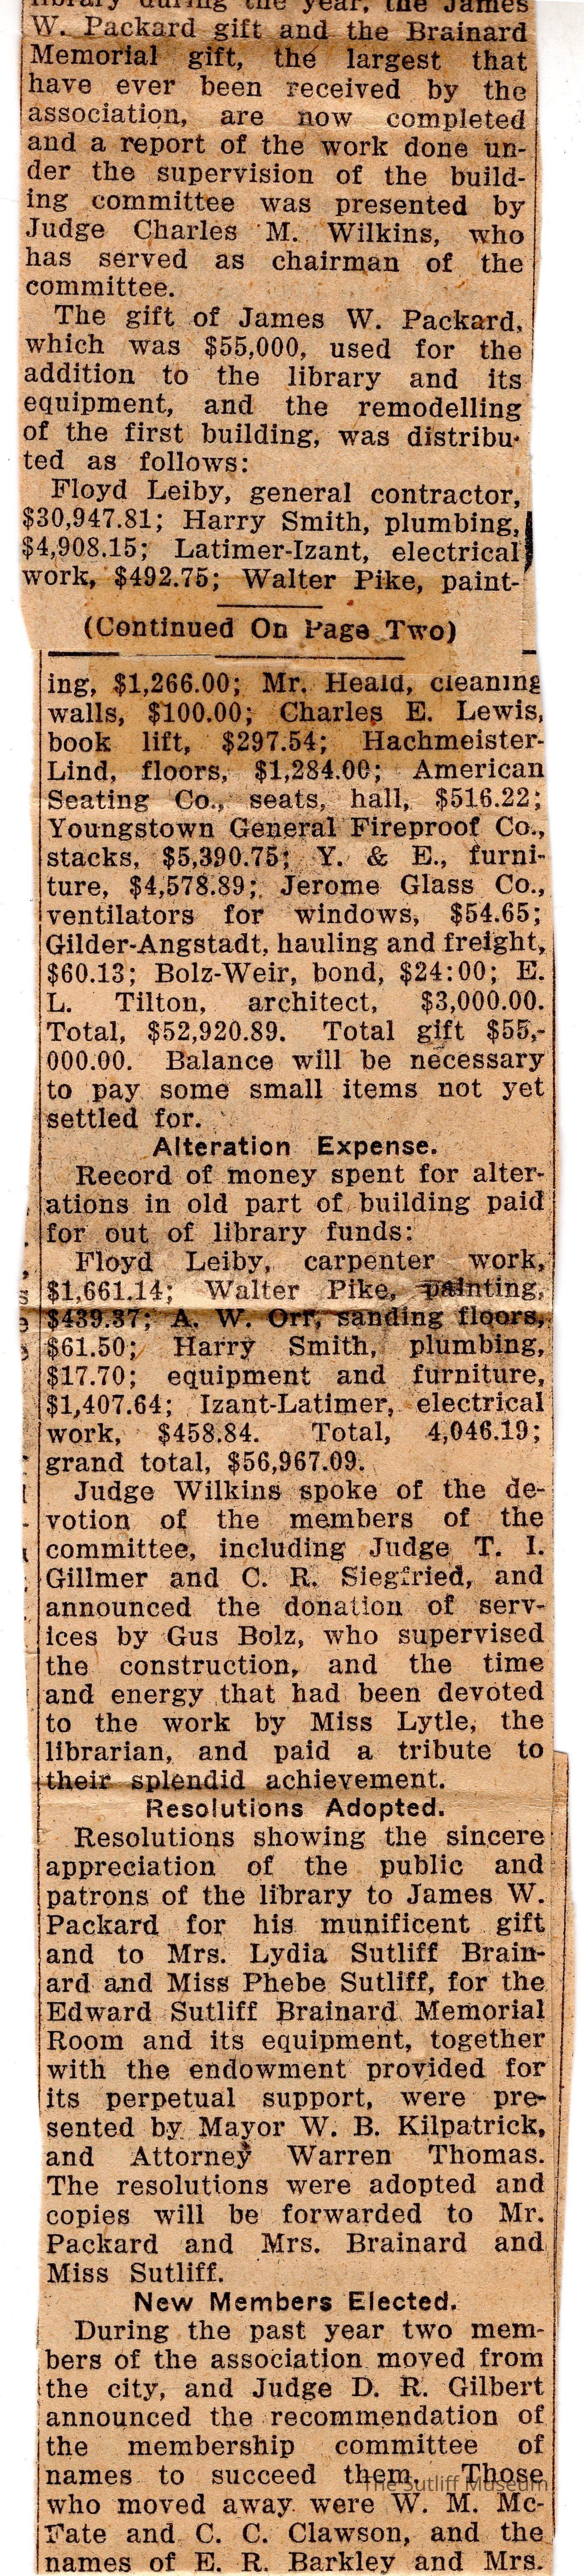 library during the year, the James
W. Packard gift and the Brainard
Memorial gift, the largest that
have ever been received by the
association, are now completed
and a report of the work done un-
der the supervision of the build-
ing committee was presented by
Judge Charles M. Wilkins, who
has served as chairman of the
committee.
The gift of James W. Packard,
which was $55,000, used for the
addition to the library and its
equipment, and the remodelling
of the first building, was distribu-
ted as follows:
Floyd Leiby, general contractor,
$30,947.81; Harry Smith, plumbing,
$4,908.15; Latimer-Izant, electrical
work, $492.75; Walter Pike, paint-
(Continued On Page Two)
ing, $1,266.00; Mr. Heald, cleaning
walls, $100.00; Charles E. Lewis,
book lift, $297.54; Hachmeister-
Lind, floors, $1,284.00; American
Seating Co., seats, hall, $516.22;
Youngstown General Fireproof Co.,
stacks, $5,390.75; Y. & E., furni-
ture, $4,578.89; Jerome Glass Co.,
ventilators for windows, $54.65;
Gilder-Angstadt, hauling and freight,
$60.13; Bolz-Weir, bond, $24:00; E.
L. Tilton, architect, $3,000.00.
Total, $52,920.89. Total gift $55,-
000.00. Balance will be necessary
to pay some small items not yet
settled for.
Alteration Expense.
Record of money spent for alter-
ations in old part of building paid
for out of library funds:
Floyd Leiby, carpenter work,
$1,661.14; Walter Pike, painting,
$439.37; A. W. Orr, sanding floors,
$61.50; Harry Smith, plumbing,
$17.70; equipment and furniture,
$1,407.64; Izant-Latimer, electrical
work, $458.84. Total, 4,046.19;
grand total, $56,967.09.
Judge Wilkins spoke of the de-
votion of the members of the
committee, including Judge T. I.
Gillmer and C. R. Siegfried, and
announced the donation of serv-
ices by Gus Bolz, who supervised
the construction, and the time
and energy that had been devoted
to the work by Miss Lytle, the
librarian, and paid a tribute to
their splendid achievement.
Resolutions Adopted.
Resolutions showing the sincere
appreciation of the public and
patrons of the library to James W.
Packard for his munificent gift
and to Mrs. Lydia Sutliff Brain-
ard and Miss Phebe Sutliff, for the
Edward Sutliff Brainard Memorial
Room and its equipment, together
with the endowment provided for
its perpetual support, were pre-
sented by Mayor W. B. Kilpatrick,
and Attorney Warren Thomas.
The resolutions were adopted and
copies will be forwarded to Mr.
Packard and Mrs. Brainard and
Miss Sutliff.
New Members Elected.
During the past year two mem-
bers of the association moved from
the city, and Judge D. R. Gilbert
announced the recommendation of
the membership committee of
names to succeed them. Those
The Sutliff Museum
who moved away were W. M. Mc-
Fate and C. C. Clawson, and the
names of E. R. Barkley and Mrs.